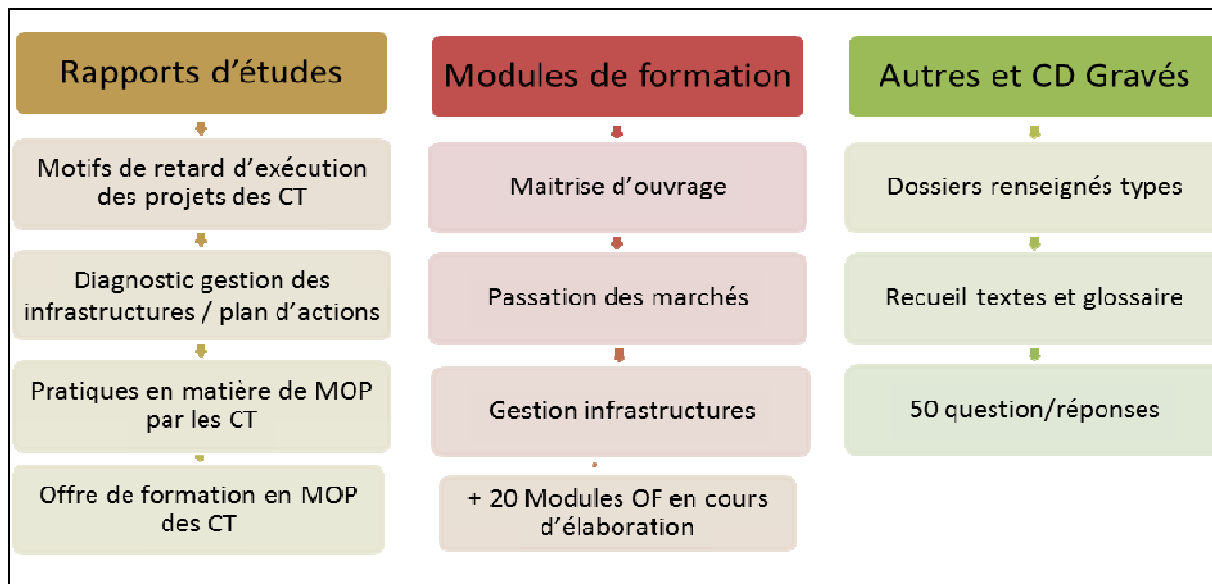 Rapports d'études
Motifs de retard d'exécution
des projets des CT
Diagnostic gestion des
infrastructures / plan d'actions
Pratiques en matière de MOP
par les CT
Offre de formation en MOP
des CT
Modules de formation
Maitrise d'ouvrage
Passation des marchés
Gestion infrastructures
+ 20 Modules OF en cours
d'élaboration
Autres et CD Gravés
Dossiers renseignés types
Recueil textes et glossaire
50 question/réponses